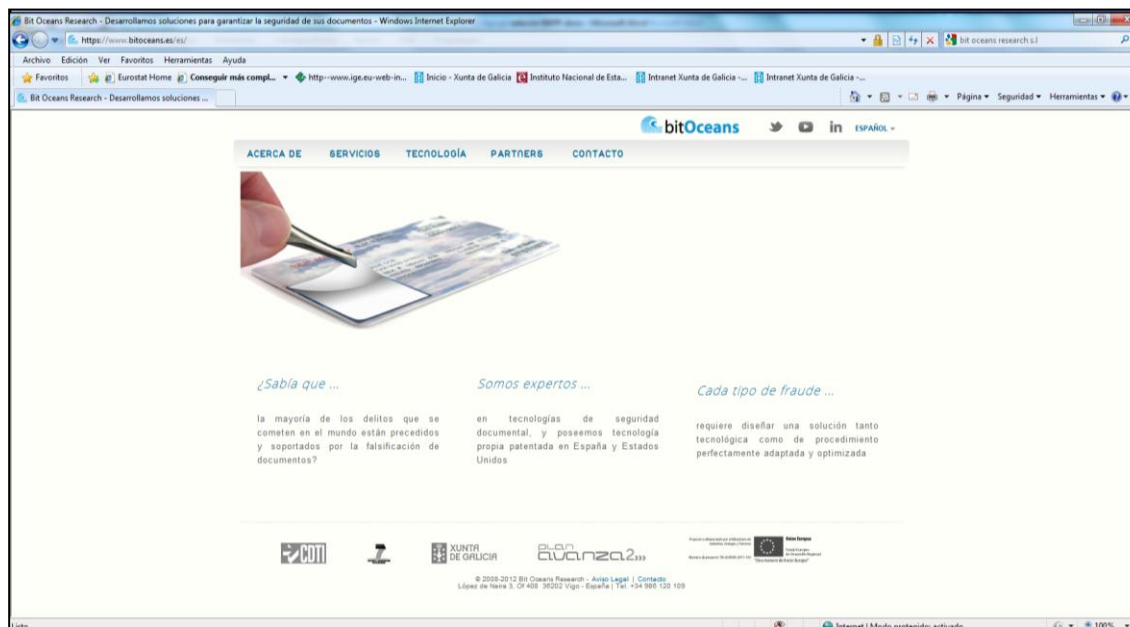 Bit Oceans Research - Desarrollamos soluciones para garantizar la seguridad de sus documentos - Windows Internet Explorer
https://www.bitoceans.es/es/
bit oceans research s.l
Archivo Edición Ver Favoritos Herramientas Ayuda
Favoritos Eurostat Home Conseguir más compl... http--www.ige.eu-web-in... Inicio - Xunta de Galicia Instituto Nacional de Esta... Intranet Xunta de Galicia -... Intranet Xunta de Galicia -...
Bit Oceans Research - Desarrollamos soluciones ...
Página Seguridad Herramientas
bitOceans in ESPAÑOL
ACERCA DE SERVICIOS TECNOLOGÍA PARTNERS CONTACTO
¿Sabía que ...
la mayoría de los delitos que se
cometen en el mundo están precedidos
y soportados por la falsificación de
documentos?
Somos expertos ...
en tecnologías de seguridad
documental, y poseemos tecnología
propia patentada en España y Estados
Unidos
Cada tipo de fraude ...
requiere diseñar una solución tanto
tecnológica como de procedimiento
perfectamente adaptada y optimizada
CDTI
XUNTA
DE GALICIA
PLAN
avanza2
Unión Europea
© 2008-2012 Bit Oceans Research - Aviso Legal | Contacto
López de Neira 3, Of 408 36202 Vigo - España | Tel. +34 986 120 109
Listo
Internet | Modo protegido: activado
100%